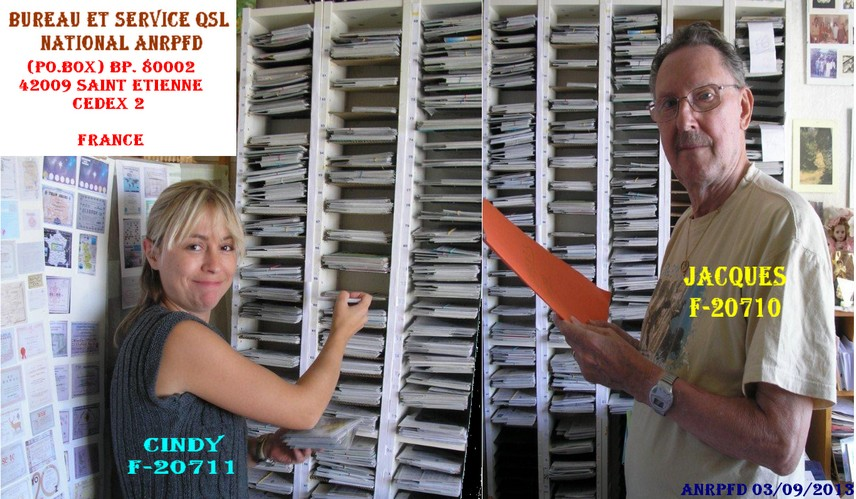 BUREAU ET SERVICE QSL
NATIONAL ANRPFD
(PO.BOX) BP. 80002
42009 SAINT ETIENNE
CEDEX 2
FRANCE
JACQUES
F-20710
CINDY
F-20711
ANRPFD 03/09/2013